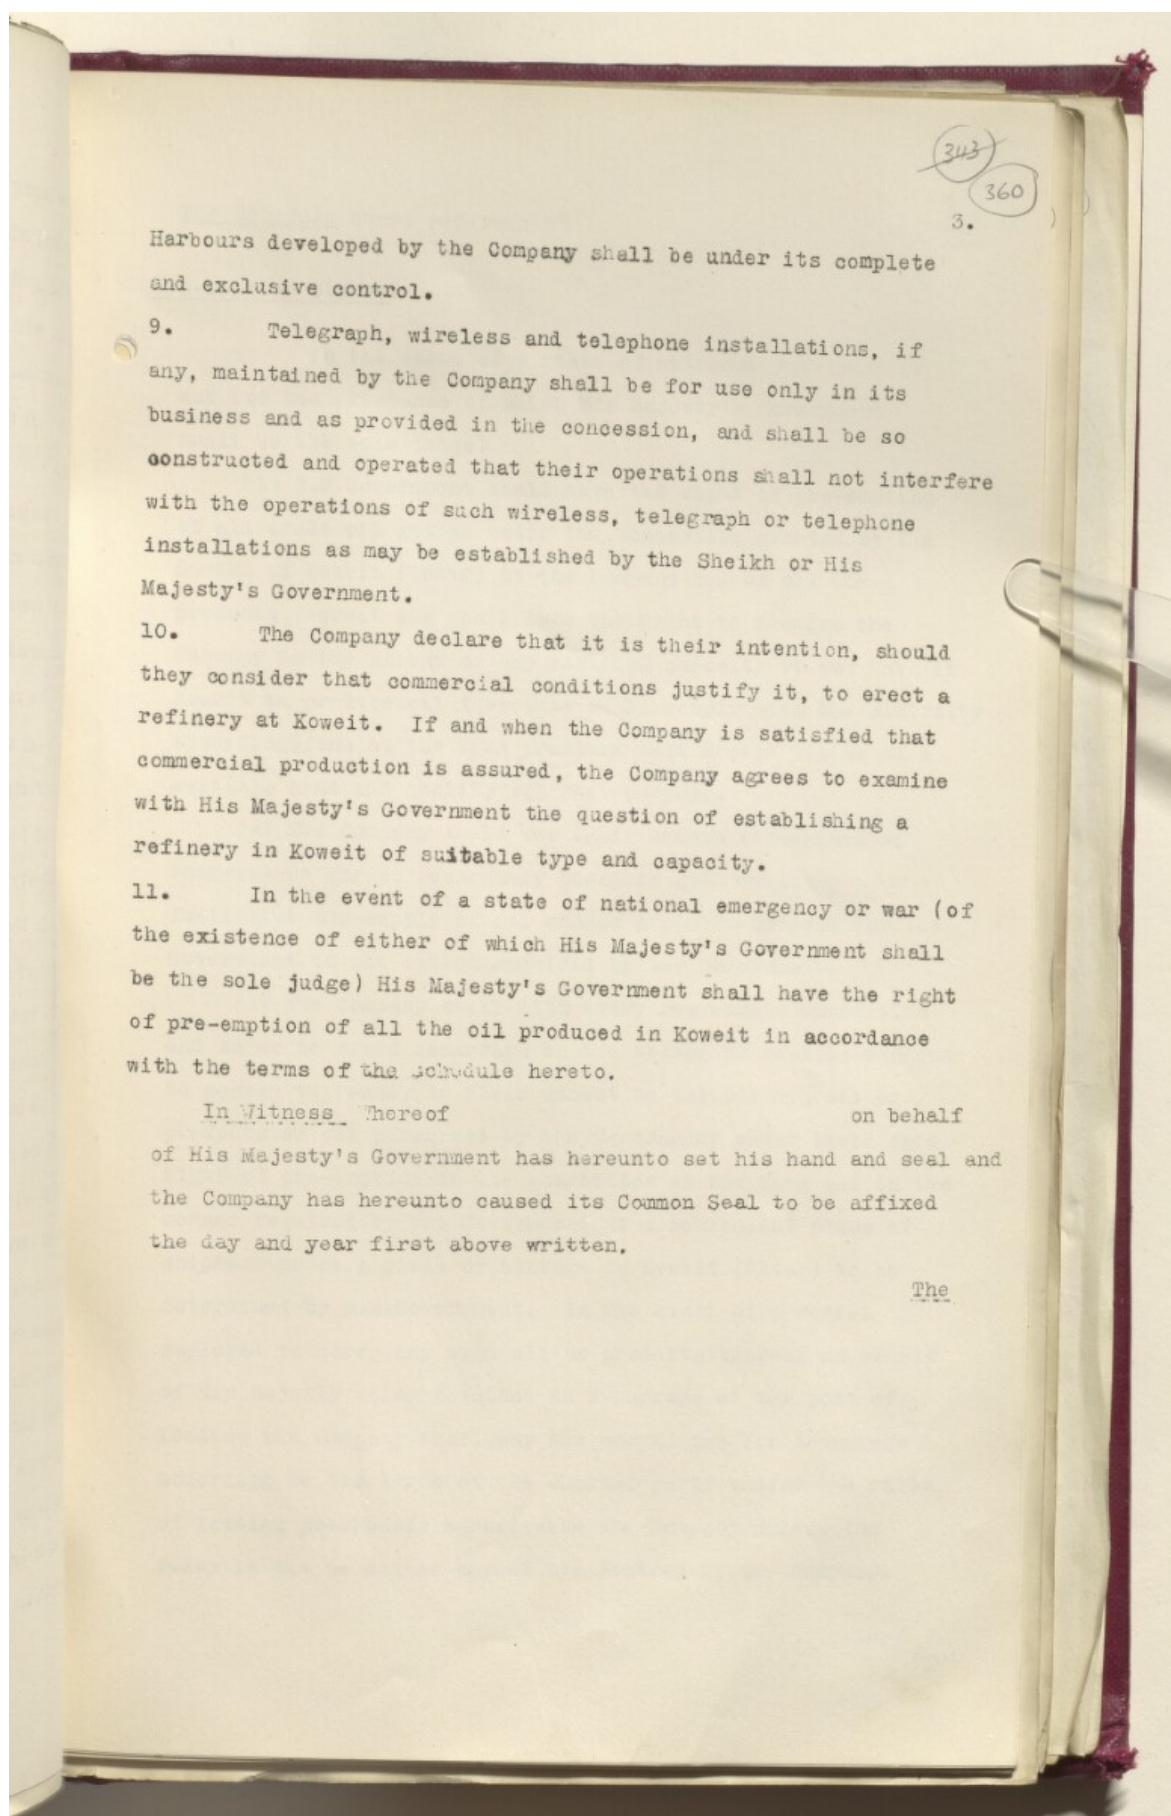 343
360
3.
Harbours developed by the Company shall be under its complete
and exclusive control.
9. Telegraph, wireless and telephone installations, if
any, maintained by the Company shall be for use only in its
business and as provided in the concession, and shall be so
constructed and operated that their operations shall not interfere
with the operations of such wireless, telegraph or telephone
installations as may be established by the Sheikh or His
Majesty's Government.
10. The Company declare that it is their intention, should
they consider that commercial conditions justify it, to erect a
refinery at Koweit. If and when the Company is satisfied that
commercial production is assured, the Company agrees to examine
with His Majesty's Government the question of establishing a
refinery in Koweit of suitable type and capacity.
11. In the event of a state of national emergency or war (of
the existence of either of which His Majesty's Government shall
be the sole judge) His Majesty's Government shall have the right
of pre-emption of all the oil produced in Koweit in accordance
with the terms of the Schedule hereto.
In Witness Whereof on behalf
of His Majesty's Government has hereunto set his hand and seal and
the Company has hereunto caused its Common Seal to be affixed
the day and year first above written.
The